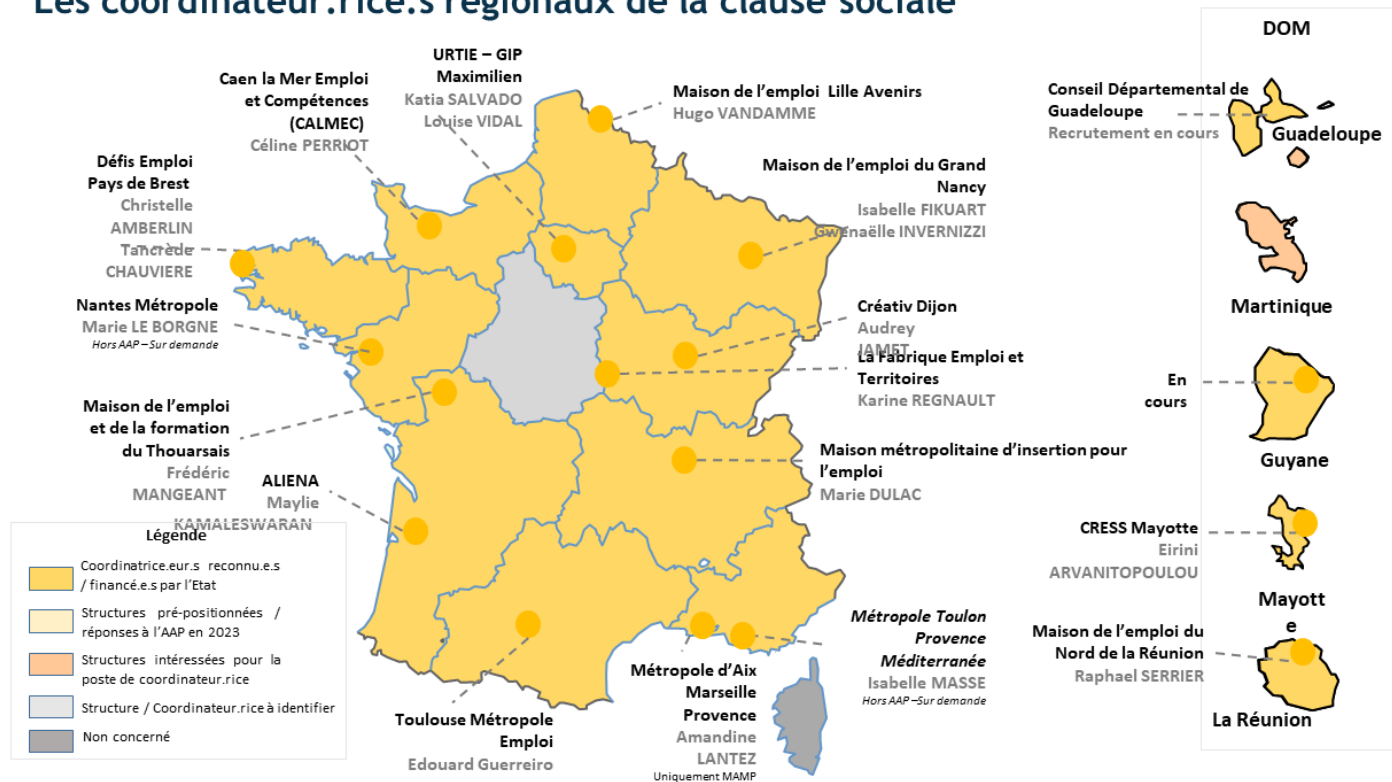 Les coordinateur.rice.s régionaux de la clause sociale
URTIE – GIP
Maximilien
Katia SALVADO
Louise VIDAL
Caen la Mer Emploi
et Compétences
(CALMEC)
Céline PERRIOT
Maison de l'emploi Lille Avenirs
Hugo VANDAMME
Défis Emploi
Pays de Brest
Christelle
AMBERLIN
Tancrède
CHAUVIERE
Maison de l'emploi du Grand
Nancy
Isabelle FIKUART
Gwenaëlle INVERNIZZI
Nantes Métropole
Marie LE BORGNE
Hors AAP – Sur demande
Créativ Dijon
Audrey
JAMET
La Fabrique Emploi et
Territoires
Karine REGNAULT
Maison de l'emploi
et de la formation
du Thouarsais
Frédéric
MANGEANT
ALIENA
Maylie
KAMALESWARAN
Maison métropolitaine d'insertion pour
l'emploi
Marie DULAC
Légende
Coordinatrice.eur.s reconnu.e.s
/ financé.e.s par l'Etat
Structures pré-positionnées /
réponses à l'AAP en 2023
Structures intéressées pour la
poste de coordinateur.rice
Structure / Coordinateur.rice à identifier
Non concerné
Toulouse Métropole
Emploi
Edouard Guerreiro
Métropole d'Aix
Marseille
Provence
Amandine
LANTEZ
Uniquement MAMP
Métropole Toulon
Provence
Méditerranée
Isabelle MASSE
Hors AAP –Sur demande
DOM
Conseil Départemental de
Guadeloupe
Recrutement en cours
Guadeloupe
Martinique
En
cours
Guyane
CRESS Mayotte
Eirini
ARVANITOPOULOU
Mayott
e
Maison de l'emploi du
Nord de la Réunion
Raphael SERRIER
La Réunion